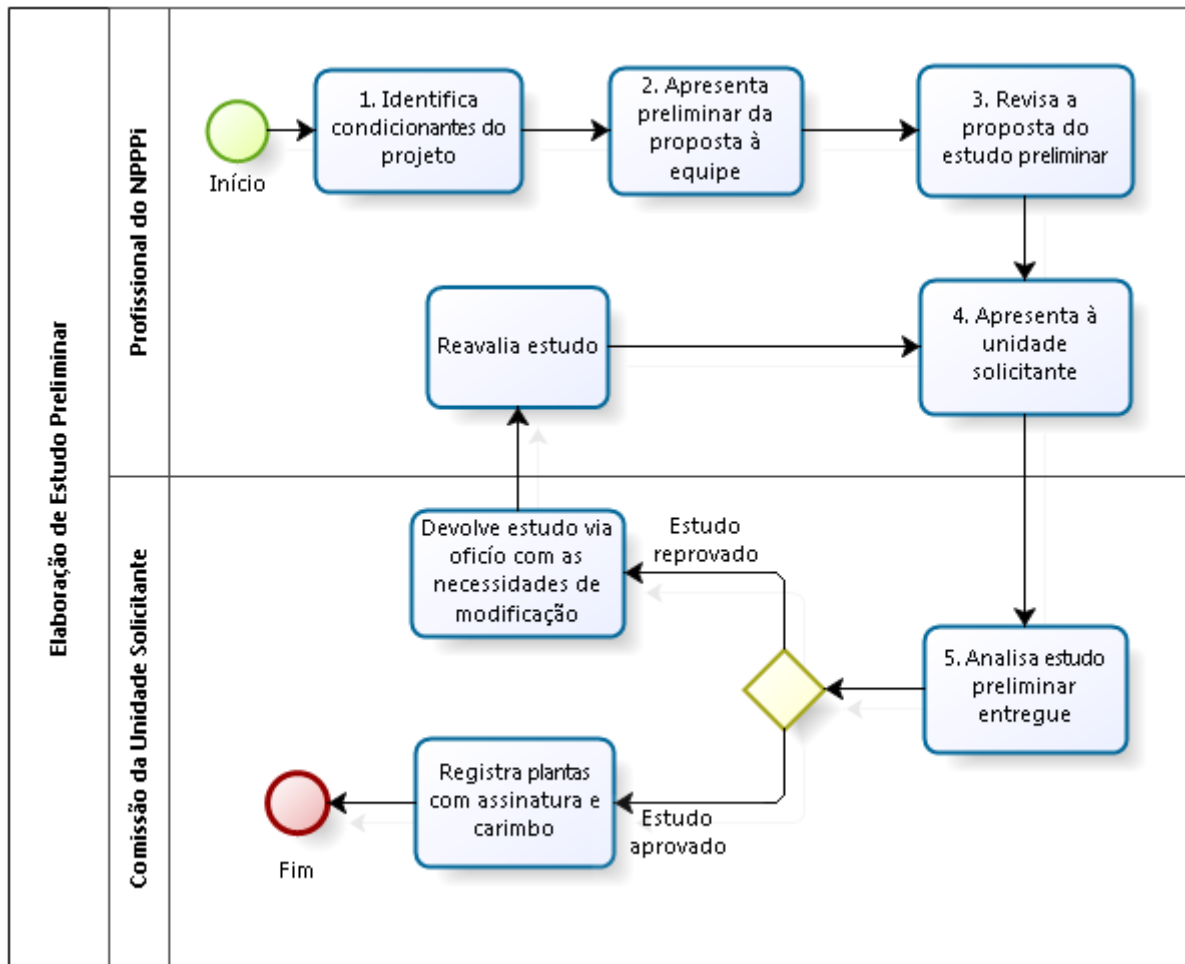 Elaboração de Estudo Preliminar
Profissional do NPPPi
Início
1. Identifica
condicionantes do
projeto
2. Apresenta
preliminar da
proposta à
equipe
3. Revisa a
proposta do
estudo preliminar
Reavalia estudo
4. Apresenta à
unidade
solicitante
Comissão da Unidade Solicitante
Devolve estudo via
ofício com as
necessidades de
modificação
Estudo
reprovado
5. Analisa estudo
preliminar
entregue
Registra plantas
com assinatura e
carimbo
Estudo
aprovado
Fim